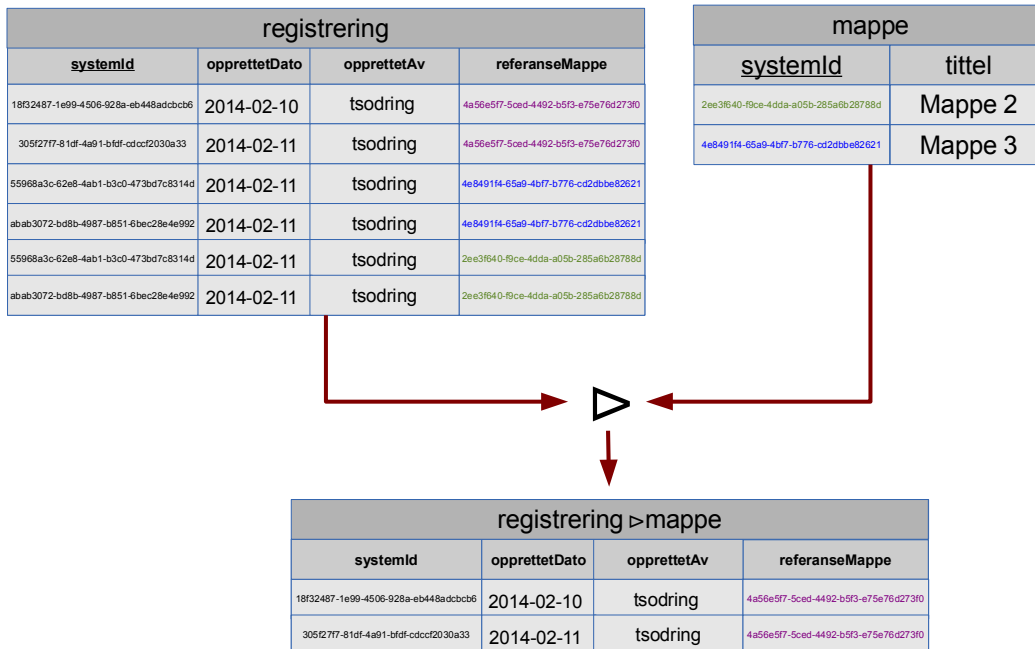 registrering
systemId opprettetDato opprettetAv referanseMappe
18f32487-1e99-4506-928a-eb448adcbcb6 2014-02-10 tsodring 4a56e5f7-5ced-4492-b5f3-e75e76d273f0
305f27f7-81df-4a91-bfdf-cdccf2030a33 2014-02-11 tsodring 4a56e5f7-5ced-4492-b5f3-e75e76d273f0
55968a3c-62e8-4ab1-b3c0-473bd7c8314d 2014-02-11 tsodring 4e8491f4-65a9-4bf7-b776-cd2dbbe82621
abab3072-bd8b-4987-b851-6bec28e4e992 2014-02-11 tsodring 4e8491f4-65a9-4bf7-b776-cd2dbbe82621
55968a3c-62e8-4ab1-b3c0-473bd7c8314d 2014-02-11 tsodring 2ee3f640-f9ce-4dda-a05b-285a6b28788d
abab3072-bd8b-4987-b851-6bec28e4e992 2014-02-11 tsodring 2ee3f640-f9ce-4dda-a05b-285a6b28788d
mappe
systemId tittel
2ee3f640-f9ce-4dda-a05b-285a6b28788d Mappe 2
4e8491f4-65a9-4bf7-b776-cd2dbbe82621 Mappe 3
▷
registrering ▷mappe
systemId opprettetDato opprettetAv referanseMappe
18f32487-1e99-4506-928a-eb448adcbcb6 2014-02-10 tsodring 4a56e5f7-5ced-4492-b5f3-e75e76d273f0
305f27f7-81df-4a91-bfdf-cdccf2030a33 2014-02-11 tsodring 4a56e5f7-5ced-4492-b5f3-e75e76d273f0